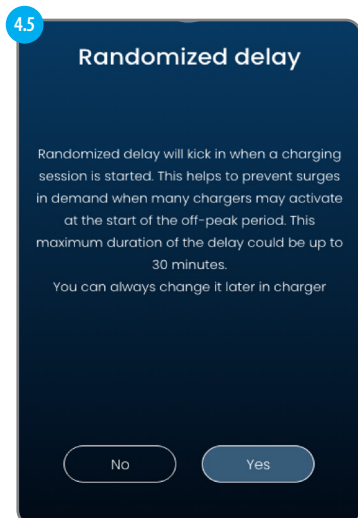 4.5
Randomized delay
Randomized delay will kick in when a charging
session is started. This helps to prevent surges
in demand when many chargers may activate
at the start of the off-peak period. This
maximum duration of the delay could be up to
30 minutes.
You can always change it later in charger
No
Yes